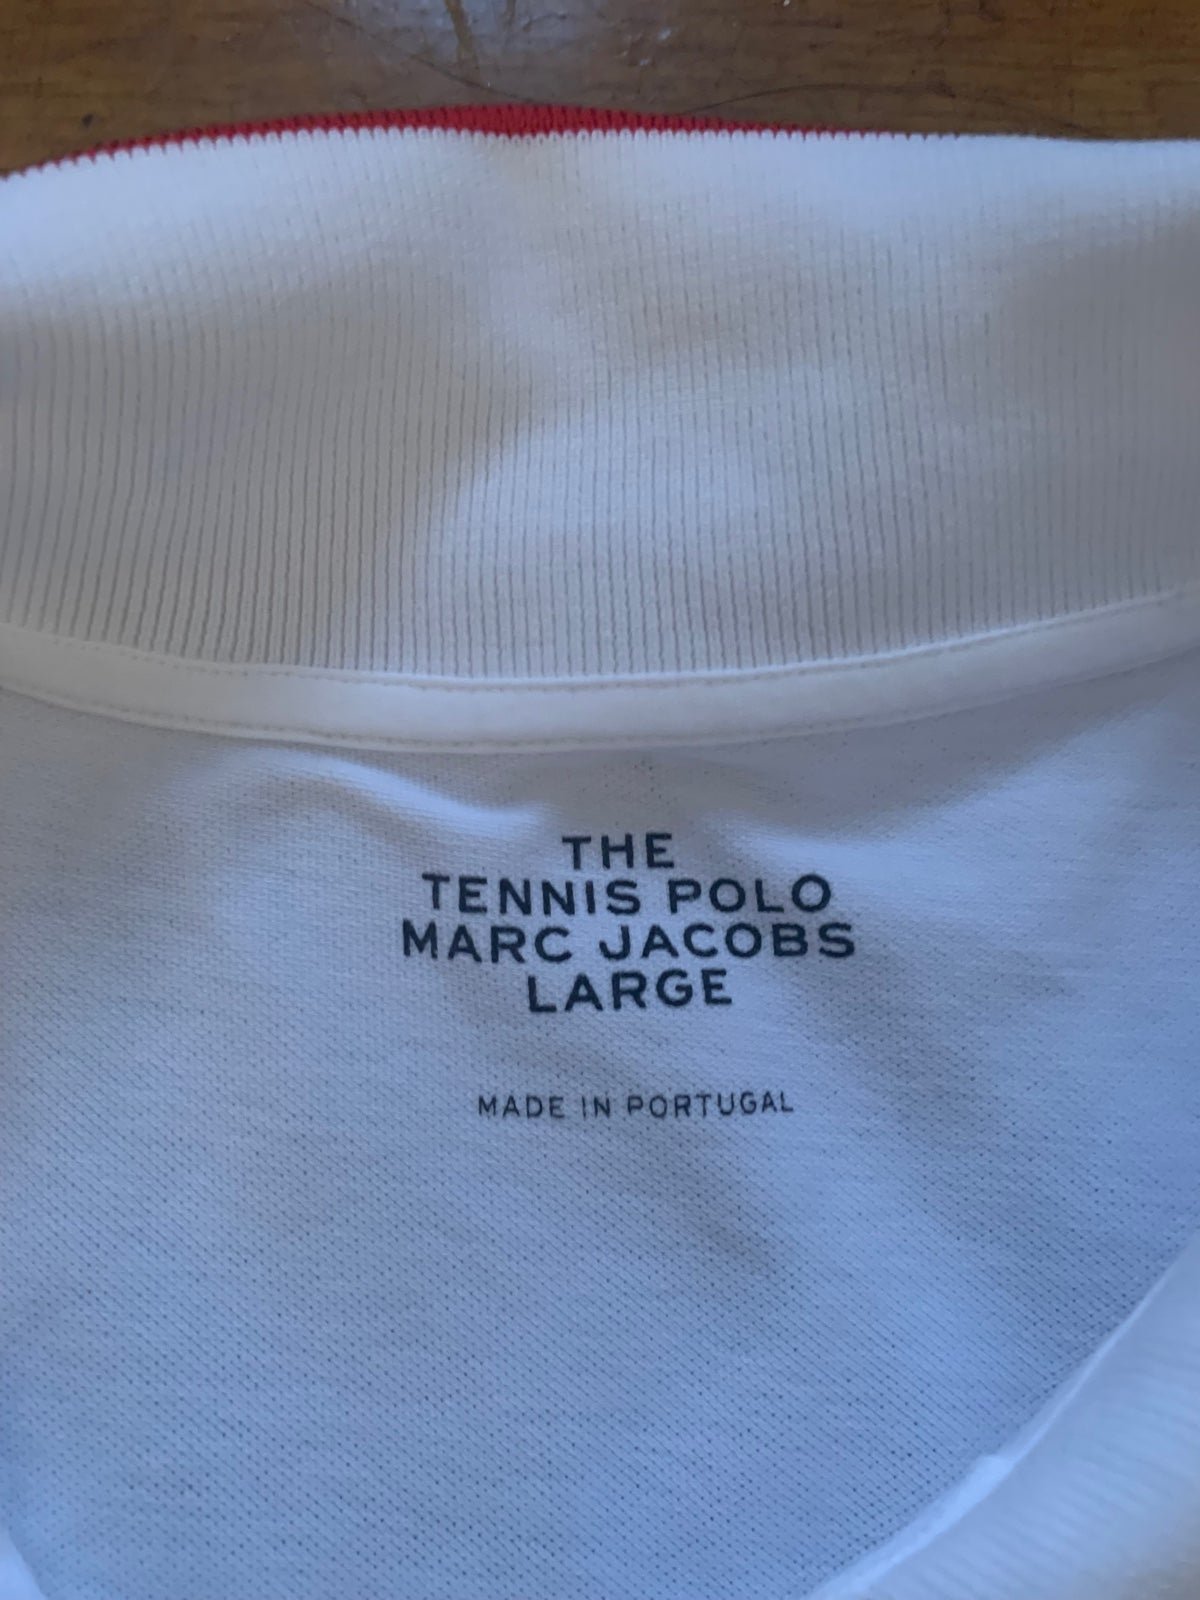 THE
TENNIS POLO
MARC JACOBS
LARGE
MADE IN PORTUGAL